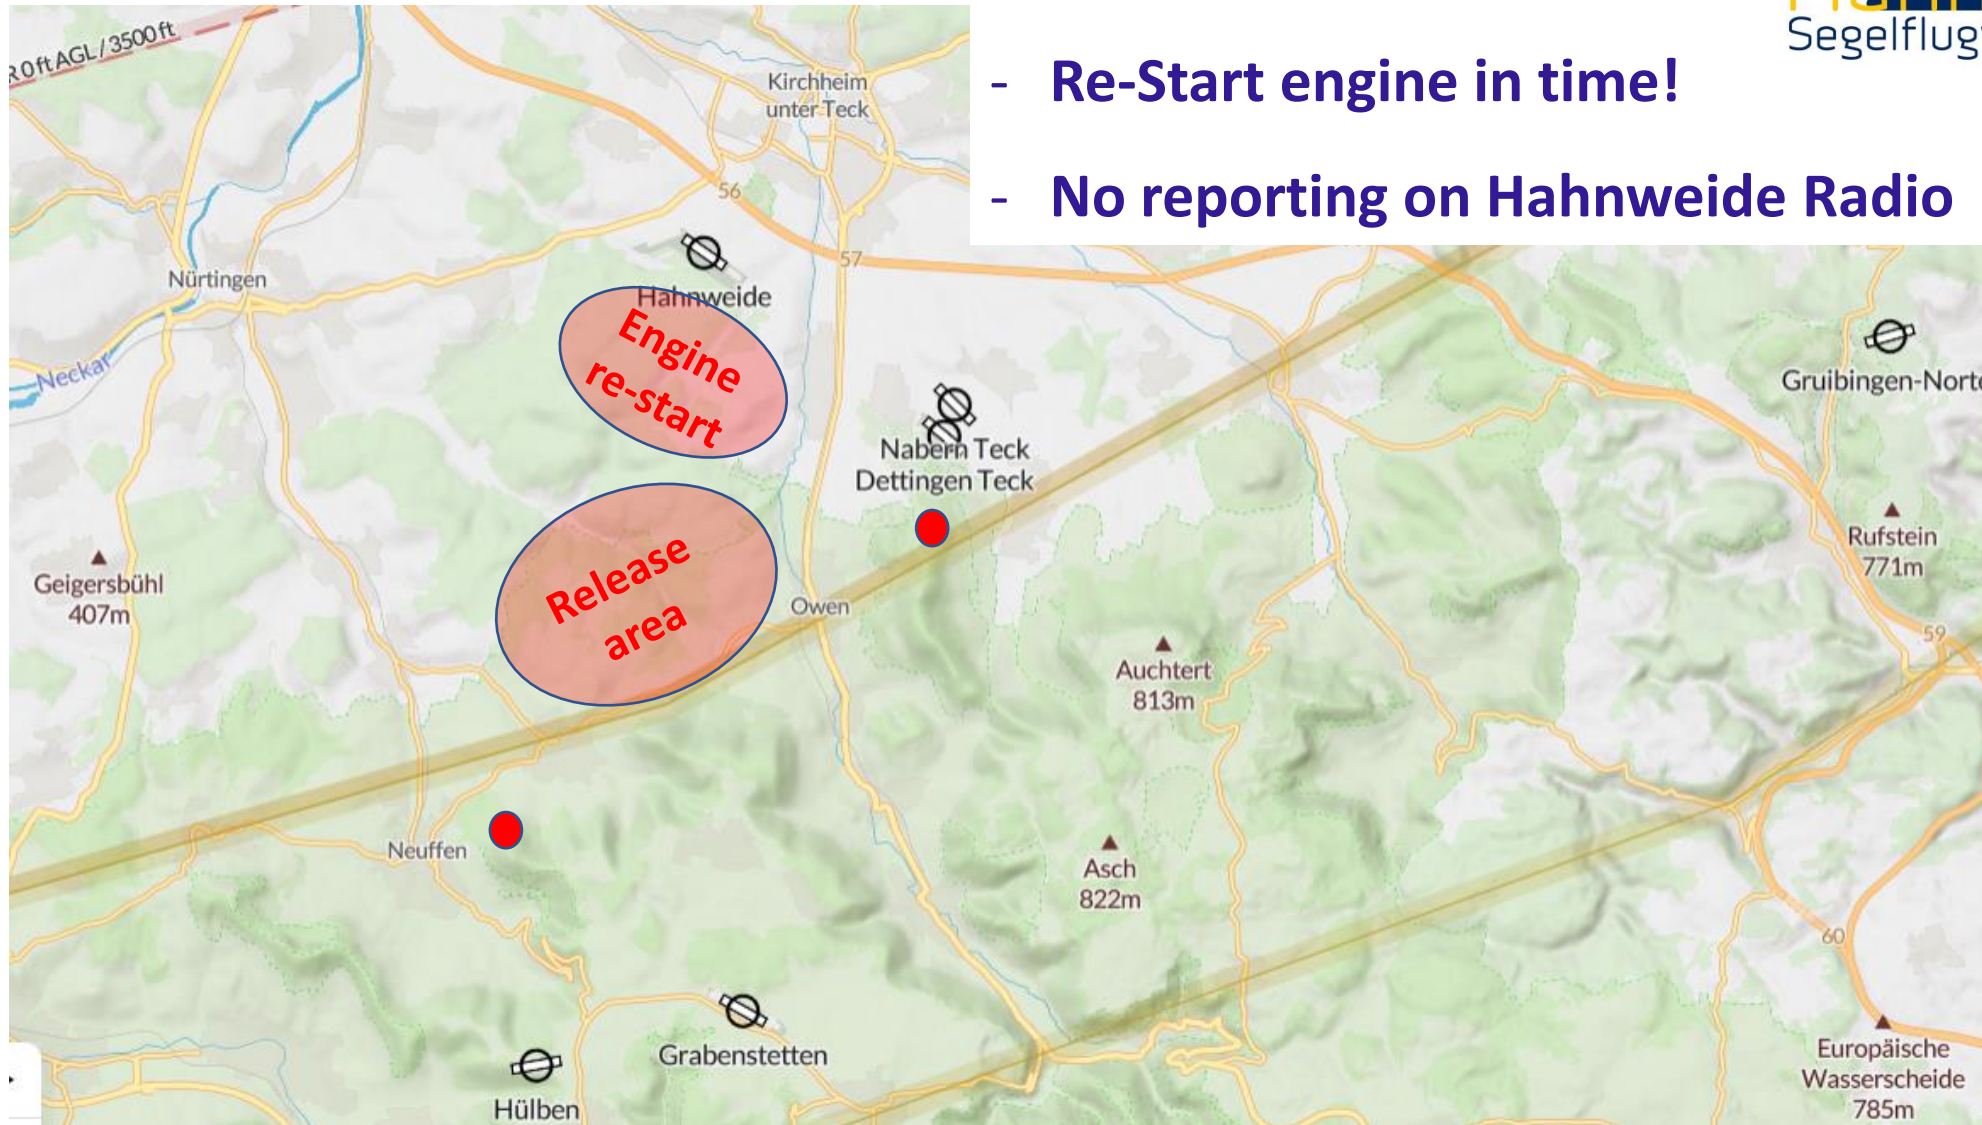 R 0 ft AGL / 3500 ft
Segelflug
- Re-Start engine in time!
- No reporting on Hahnweide Radio
Kirchheim
unter Teck
56
57
Nürtingen
Hahnweide
Engine
re-start
Neckar
Gruibingen-Norte
Nabern Teck
Dettingen Teck
Rufstein
771m
Geigersbühl
407m
Release
area
Owen
59
Auchtert
813m
Neuffen
Asch
822m
60
Grabenstetten
Hülben
Europäische
Wasserscheide
785m